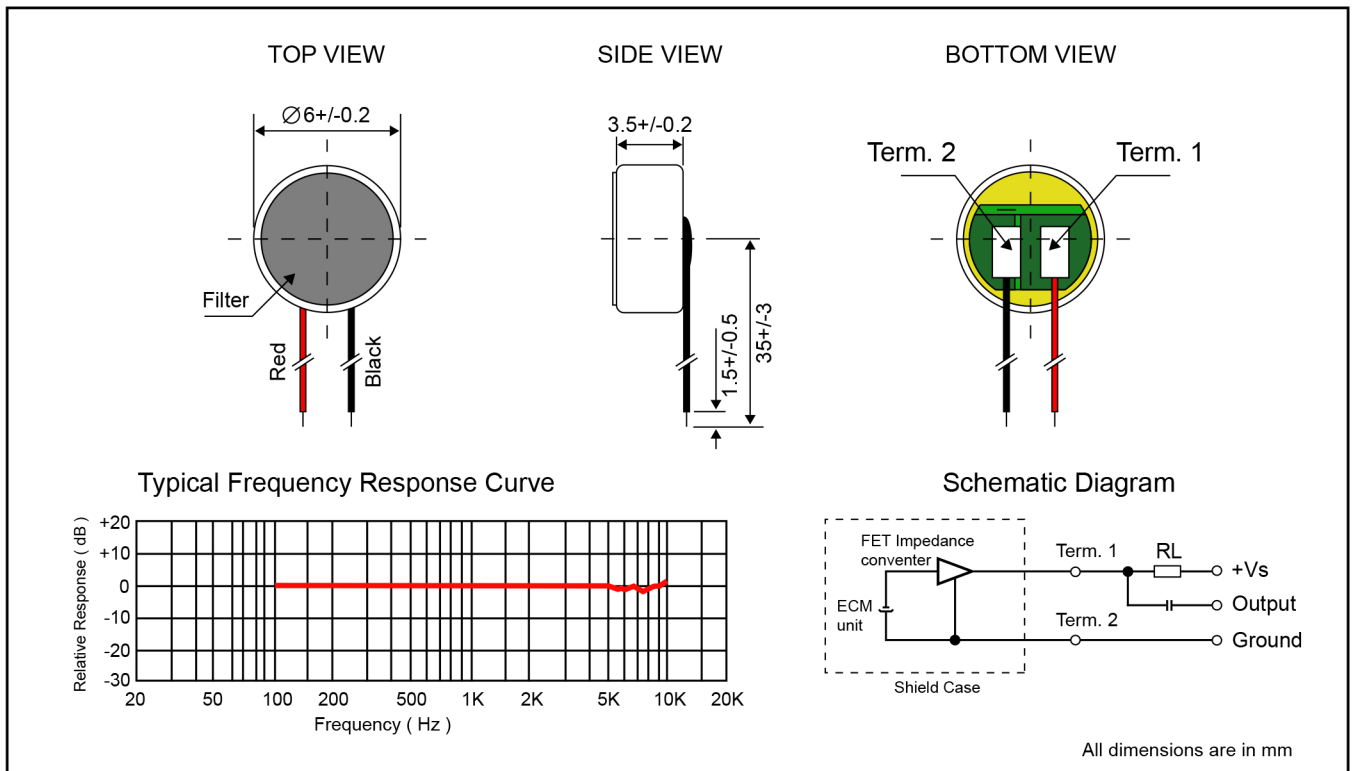 TOP VIEW
SIDE VIEW
BOTTOM VIEW
∅6+/-0.2
3.5+/-0.2
Term. 2
Term. 1
Filter
Red
Black
1.5+/-0.5
35+/-3
Typical Frequency Response Curve
Relative Response ( dB )
+20
+10
0
-10
-20
-30
20 50 100 200 500 1K 2K 5K 10K 20K
Frequency ( Hz )
Schematic Diagram
FET Impedance
conventer
ECM
unit
Shield Case
Term. 1
RL
+Vs
Output
Term. 2
Ground
All dimensions are in mm